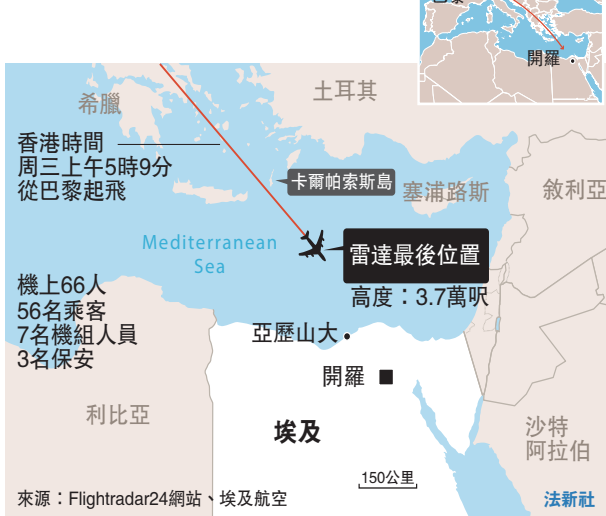 巴黎
開羅
希臘
土耳其
香港時間
周三上午5時9分
從巴黎起飛
卡爾帕索斯島
塞浦路斯
敘利亞
Mediterranean
Sea
雷達最後位置
高度：3.7萬呎
機上66人
56名乘客
7名機組人員
3名保安
亞歷山大
開羅
利比亞
埃及
沙特
阿拉伯
150公里
來源：Flightradar24網站、埃及航空
法新社